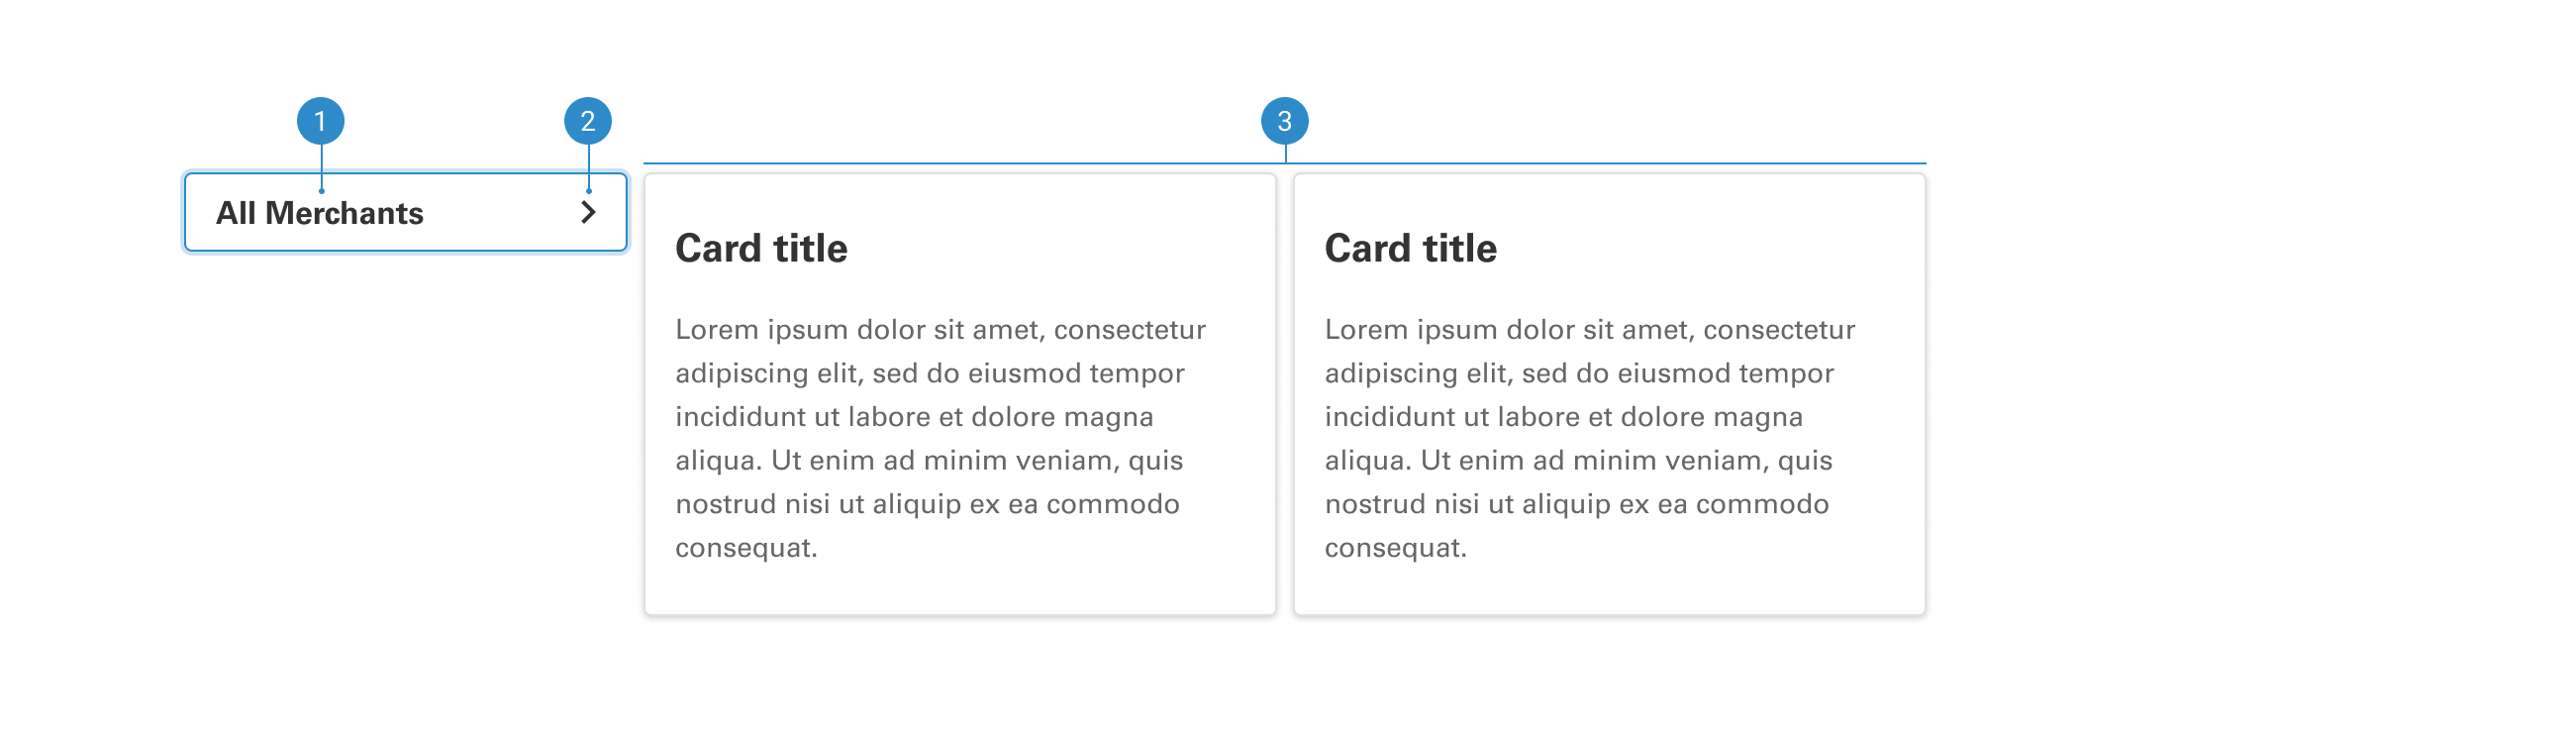 1
2
3
All Merchants
Card title
Lorem ipsum dolor sit amet, consectetur
adipiscing elit, sed do eiusmod tempor
incididunt ut labore et dolore magna
aliqua. Ut enim ad minim veniam, quis
nostrud nisi ut aliquip ex ea commodo
consequat.
Card title
Lorem ipsum dolor sit amet, consectetur
adipiscing elit, sed do eiusmod tempor
incididunt ut labore et dolore magna
aliqua. Ut enim ad minim veniam, quis
nostrud nisi ut aliquip ex ea commodo
consequat.